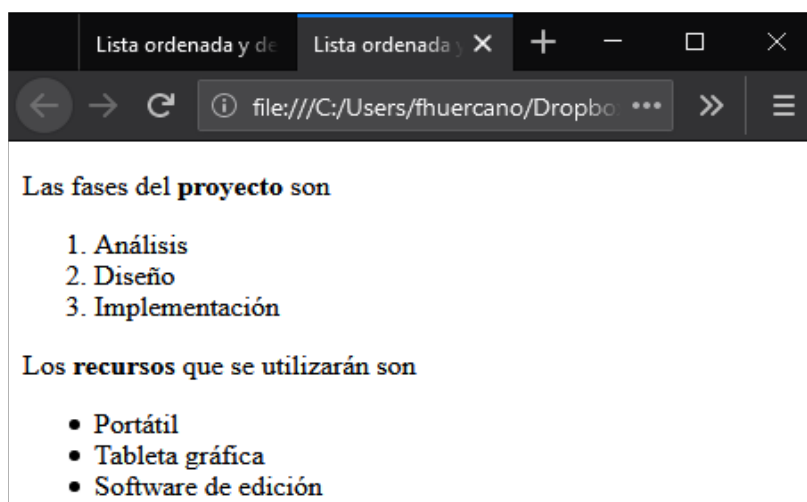 Lista ordenada y de
Lista ordenada y
file:///C:/Users/fhuercano/Dropbo
Las fases del proyecto son
1. Análisis
2. Diseño
3. Implementación
Los recursos que se utilizarán son
• Portátil
• Tableta gráfica
• Software de edición